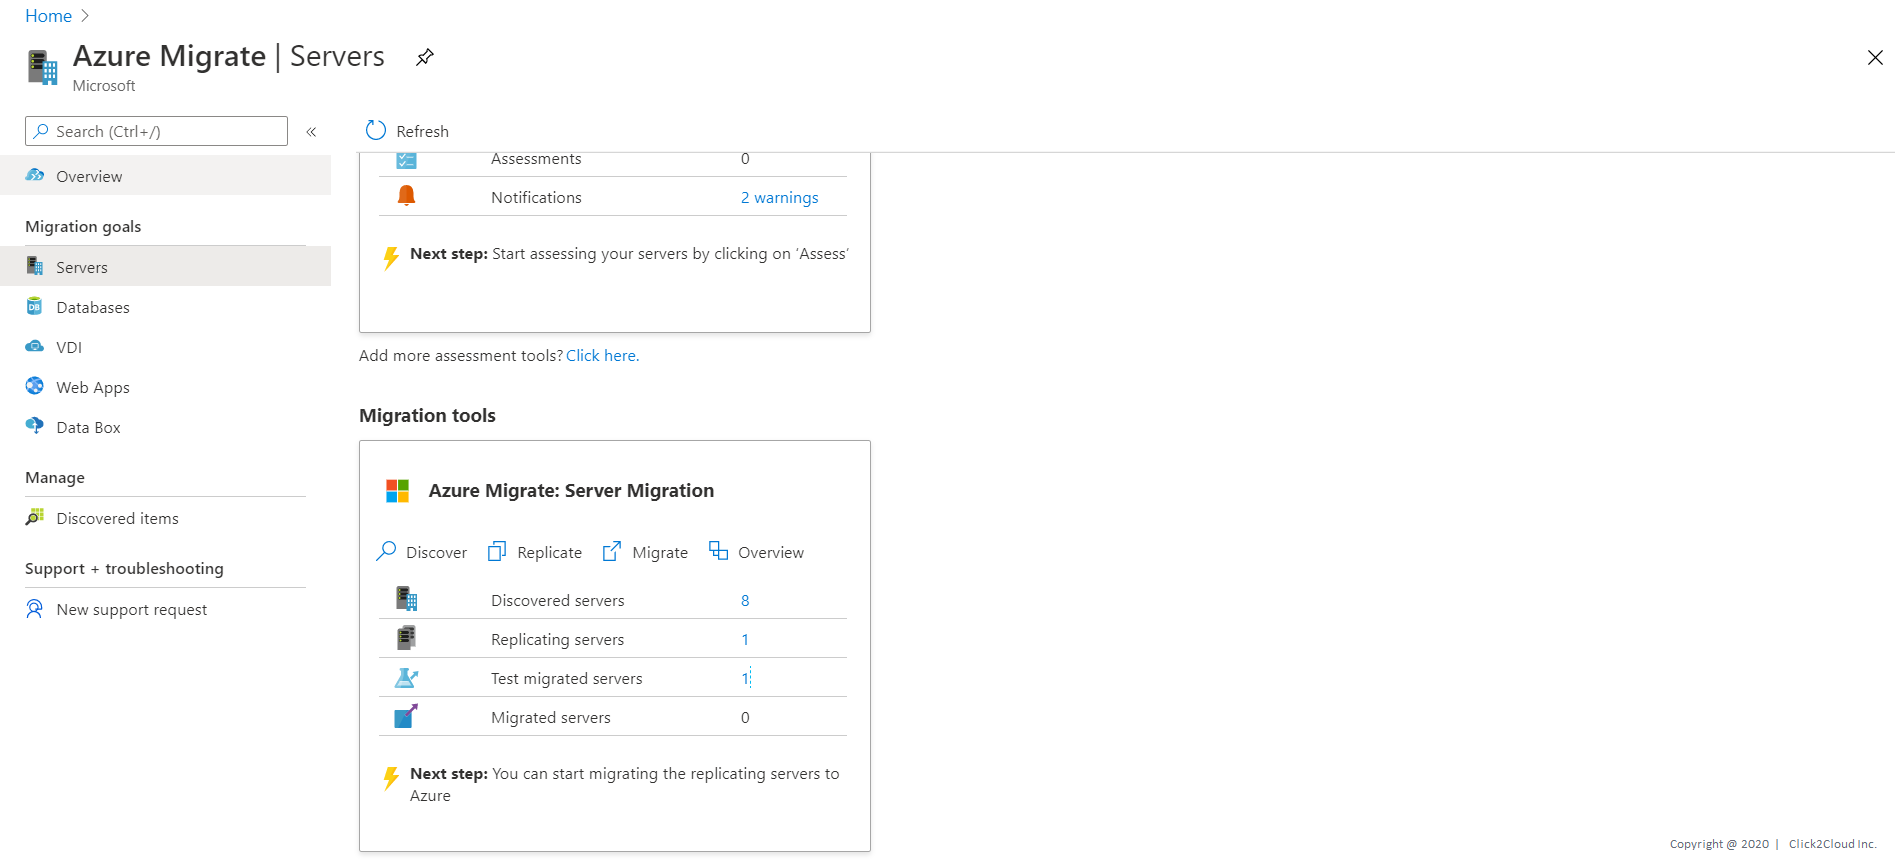 Home
Azure Migrate | Servers
Microsoft
Search (Ctrl+/)
«
Refresh
Overview
Migration goals
Servers
Databases
VDI
Web Apps
Data Box
Manage
Discovered items
Support + troubleshooting
New support request
Assessments 0
Notifications 2 warnings
Next step: Start assessing your servers by clicking on 'Assess'
Add more assessment tools? Click here.
Migration tools
Azure Migrate: Server Migration
Discover Replicate Migrate Overview
Discovered servers 8
Replicating servers 1
Test migrated servers 1
Migrated servers 0
Next step: You can start migrating the replicating servers to
Azure
Copyright @ 2020 | Click2Cloud Inc.